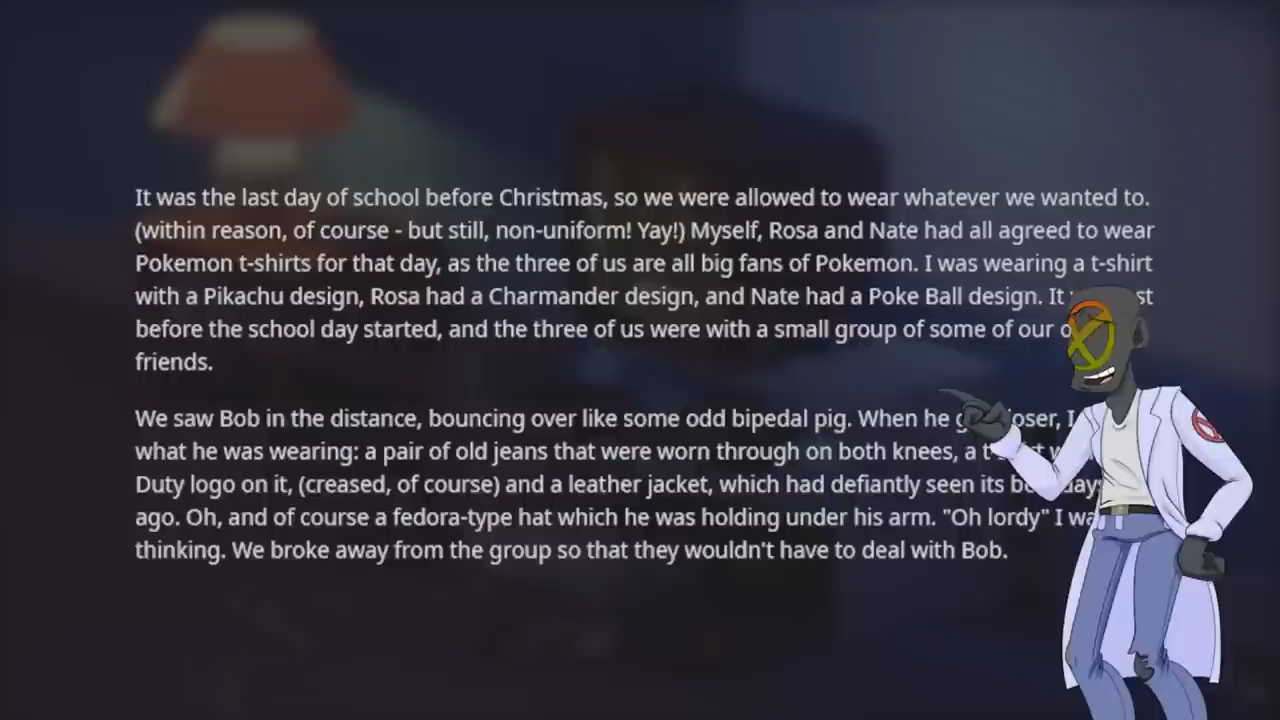 It was the last day of school before Christmas, so we were allowed to wear whatever we wanted to.
(within reason, of course - but still, non-uniform! Yay!) Myself, Rosa and Nate had all agreed to wear
Pokemon t-shirts for that day, as the three of us are all big fans of Pokemon. I was wearing a t-shirt
with a Pikachu design, Rosa had a Charmander design, and Nate had a Poke Ball design. It
before the school day started, and the three of us were with a small group of some of our
friends.
We saw Bob in the distance, bouncing over like some odd bipedal pig. When he I
what he was wearing: a pair of old jeans that were worn through on both knees, a
Duty logo on it, (creased, of course) and a leather jacket, which had defiantly seen its
ago. Oh, and of course a fedora-type hat which he was holding under his arm. "Oh lordy" I
thinking. We broke away from the group so that they wouldn't have to deal with Bob.